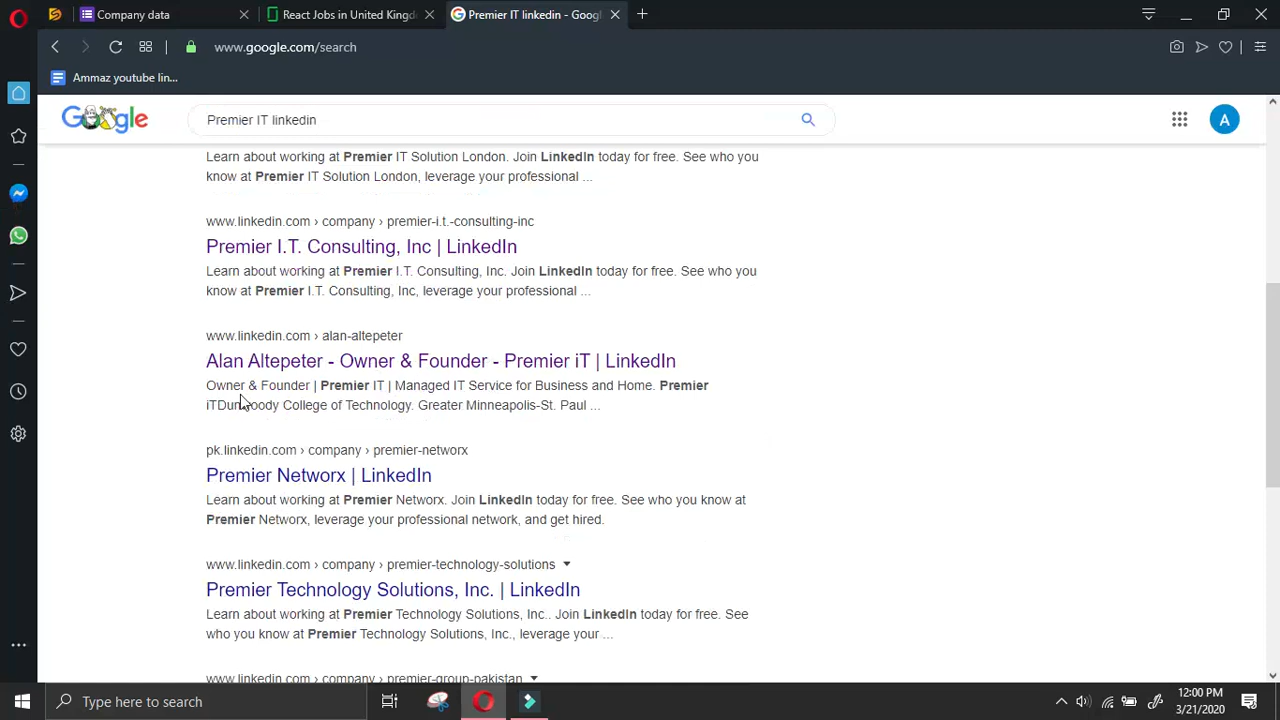 Company data
React Jobs in United Kingd
Premier IT linkedin - Googl
www.google.com/search
Ammaz youtube lin...
Google
Premier IT linkedin
A
Learn about working at Premier IT Solution London. Join LinkedIn today for free. See who you
know at Premier IT Solution London, leverage your professional ...
www.linkedin.com › company › premier-i.t.-consulting-inc
Premier I.T. Consulting, Inc | LinkedIn
Learn about working at Premier I.T. Consulting, Inc. Join LinkedIn today for free. See who you
know at Premier I.T. Consulting, Inc, leverage your professional ...
www.linkedin.com › alan-altepeter
Alan Altepeter - Owner & Founder - Premier iT | LinkedIn
Owner & Founder | Premier IT | Managed IT Service for Business and Home. Premier
iTDunwoody College of Technology. Greater Minneapolis-St. Paul ...
pk.linkedin.com › company › premier-networx
Premier Networx | LinkedIn
Learn about working at Premier Networx. Join LinkedIn today for free. See who you know at
Premier Networx, leverage your professional network, and get hired.
www.linkedin.com › company › premier-technology-solutions
Premier Technology Solutions, Inc. | LinkedIn
Learn about working at Premier Technology Solutions, Inc.. Join LinkedIn today for free. See
who you know at Premier Technology Solutions, Inc., leverage your ...
www.linkedin.com › company › premier-group-pakistan
Type here to search
12:00 PM
3/21/2020